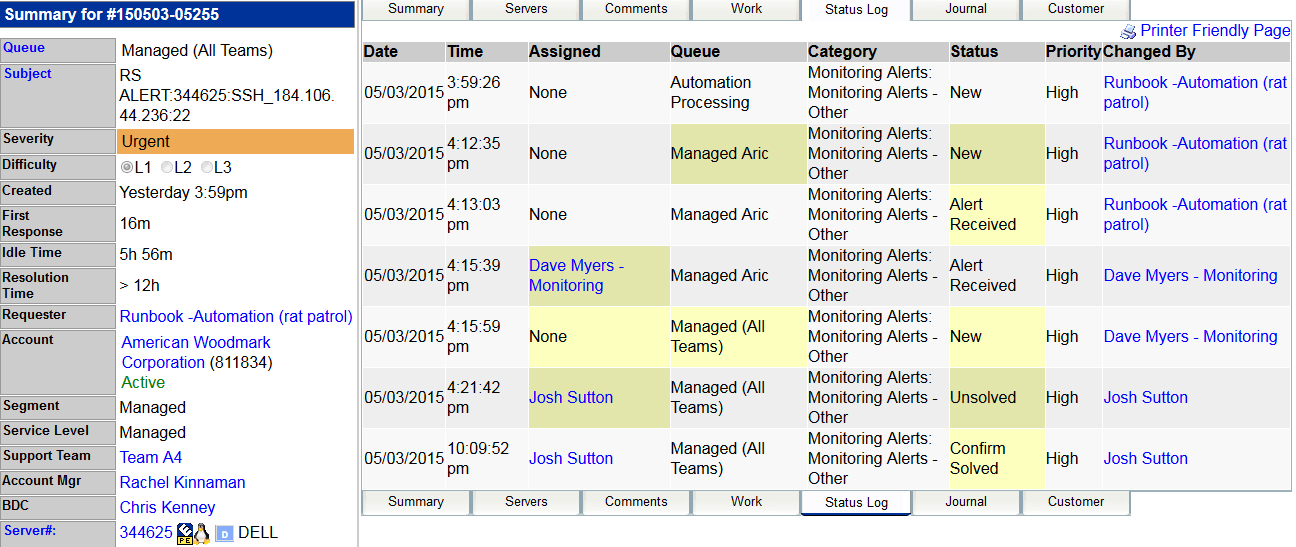 Summary for #150503-05255
Queue
Managed (All Teams)
Subject
RS
ALERT:344625:SSH_184.106.
44.236:22
Severity
Urgent
Difficulty
L1 L2 L3
Created
Yesterday 3:59pm
First
Response
16m
Idle Time
5h 56m
Resolution
Time
> 12h
Requester
Runbook -Automation (rat patrol)
Account
American Woodmark
Corporation (811834)
Active
Segment
Managed
Service Level
Managed
Support Team
Team A4
Account Mgr
Rachel Kinnaman
BDC
Chris Kenney
Server#:
344625 PE D DELL
Summary Servers Comments Work Status Log Journal Customer
Printer Friendly Page
Date Time Assigned Queue Category Status Priority Changed By
05/03/2015
3:59:26
pm
None
Automation
Processing
Monitoring Alerts:
Monitoring Alerts -
Other
New
High
Runbook -Automation (rat
patrol)
05/03/2015
4:12:35
pm
None
Managed Aric
Monitoring Alerts:
Monitoring Alerts -
Other
New
High
Runbook -Automation (rat
patrol)
05/03/2015
4:13:03
pm
None
Managed Aric
Monitoring Alerts:
Monitoring Alerts -
Other
Alert
Received
High
Runbook -Automation (rat
patrol)
05/03/2015
4:15:39
pm
Dave Myers -
Monitoring
Managed Aric
Monitoring Alerts:
Monitoring Alerts -
Other
Alert
Received
High
Dave Myers - Monitoring
05/03/2015
4:15:59
pm
None
Managed (All
Teams)
Monitoring Alerts:
Monitoring Alerts -
Other
New
High
Dave Myers - Monitoring
05/03/2015
4:21:42
pm
Josh Sutton
Managed (All
Teams)
Monitoring Alerts:
Monitoring Alerts -
Other
Unsolved
High
Josh Sutton
05/03/2015
10:09:52
pm
Josh Sutton
Managed (All
Teams)
Monitoring Alerts:
Monitoring Alerts -
Other
Confirm
Solved
High
Josh Sutton
Summary Servers Comments Work Status Log Journal Customer